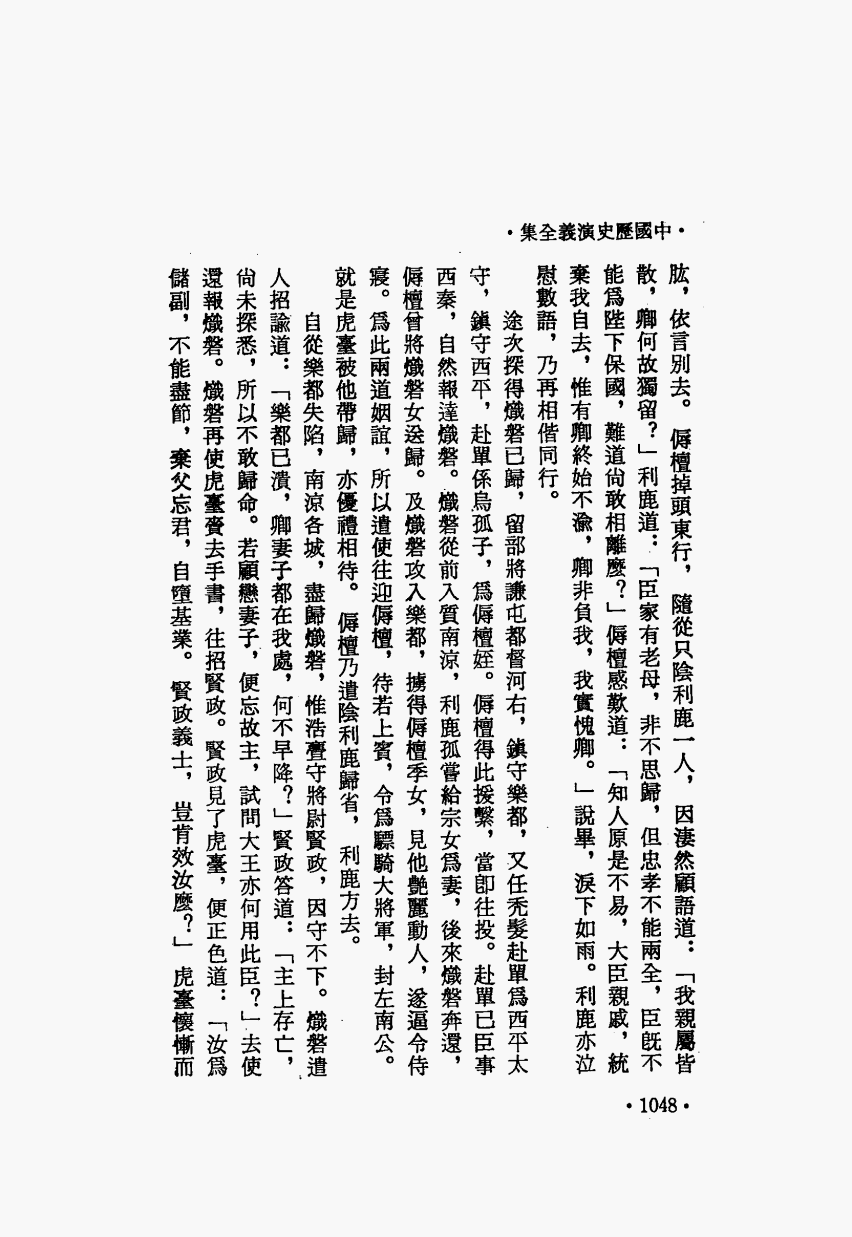 ·中國歷史演義全集·
肱，依言別去。傉檀掉頭東行，隨從只陰利鹿一人，因淒然顧語道：「我親屬皆
散，卿何故獨留？」利鹿道：「臣家有老母，非不思歸，但忠孝不能兩全，臣既不
能爲陛下保國，難道尙敢相離麼？」傉檀感歎道：「知人原是不易，大臣親戚，統
棄我自去，惟有卿終始不渝，卿非負我，我實愧卿。」說畢，淚下如雨。利鹿亦泣
慰數語，乃再相偕同行。
途次探得熾磐已歸，留部將謙屯都督河右，鎮守樂都，又任禿髮赴單爲西平太
守，鎮守西平，赴單係烏孤子，爲傉檀姪。傉檀得此援繫，當卽往投。赴單已臣事
西秦，自然報達熾磐。熾磐從前入質南涼，利鹿孤嘗給宗女爲妻，後來熾磐奔還，
傉檀曾將熾磐女送歸。及熾磐攻入樂都，擄得傉檀季女，見他艷麗動人，遂逼令侍
寢。爲此兩道姻誼，所以遣使往迎傉檀，待若上賓，令爲驃騎大將軍，封左南公。
就是虎臺被他帶歸，亦優禮相待。傉檀乃遣陰利鹿歸省，利鹿方去。
自從樂都失陷，南涼各城，盡歸熾磐，惟浩亹守將尉賢政，固守不下。熾磐遣
人招諭道：「樂都已潰，卿妻子都在我處，何不早降？」賢政答道：「主上存亡，
尙未探悉，所以不敢歸命。若顧戀妻子，便忘故主，試問大王亦何用此臣？」去使
還報熾磐。熾磐再使虎臺齎去手書，往招賢政。賢政見了虎臺，便正色道：「汝爲
儲副，不能盡節，棄父忘君，自墮基業。賢政義士，豈肯效汝麼？」虎臺懷慚而
·1048·